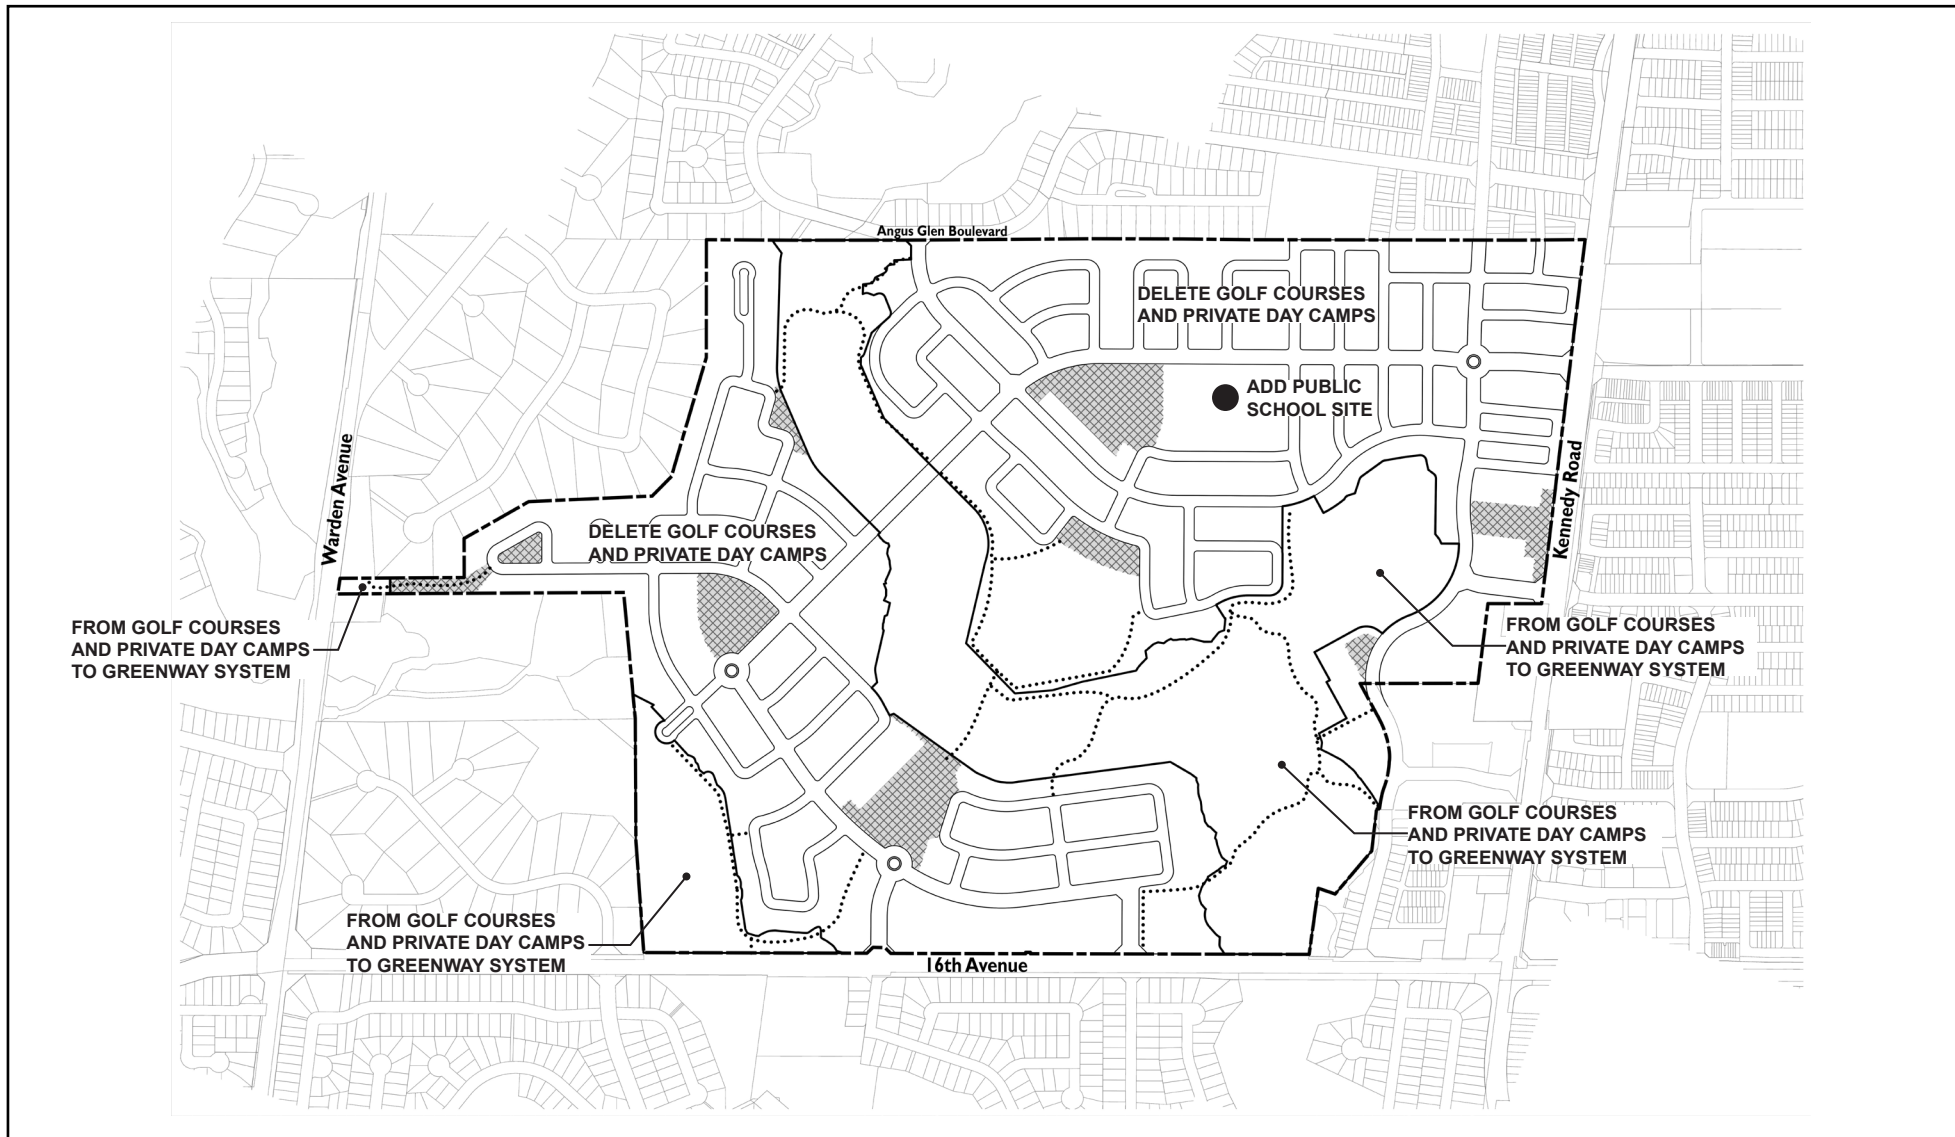 Angus Glen Boulevard
DELETE GOLF COURSES
AND PRIVATE DAY CAMPS
ADD PUBLIC
SCHOOL SITE
Warden Avenue
Kennedy Road
DELETE GOLF COURSES
AND PRIVATE DAY CAMPS
FROM GOLF COURSES
AND PRIVATE DAY CAMPS
TO GREENWAY SYSTEM
FROM GOLF COURSES
AND PRIVATE DAY CAMPS
TO GREENWAY SYSTEM
FROM GOLF COURSES
AND PRIVATE DAY CAMPS
TO GREENWAY SYSTEM
FROM GOLF COURSES
AND PRIVATE DAY CAMPS
TO GREENWAY SYSTEM
16th Avenue